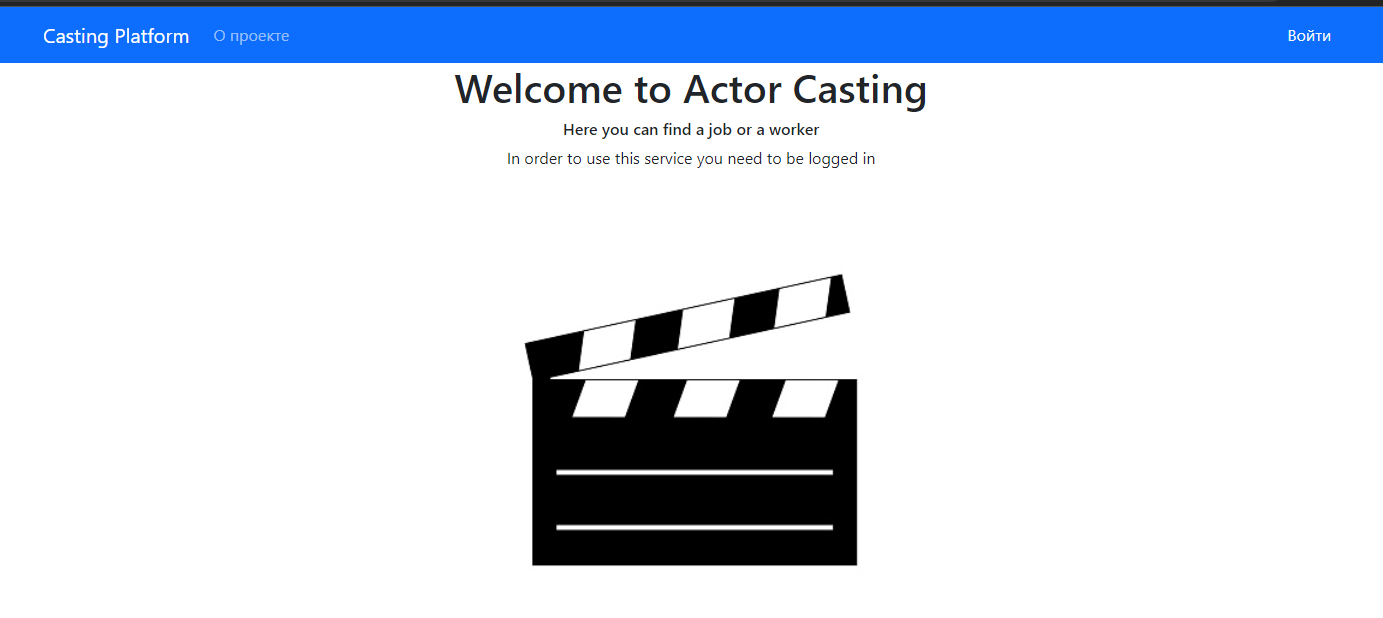 Casting Platform О проекте Войти
Welcome to Actor Casting
Here you can find a job or a worker
In order to use this service you need to be logged in